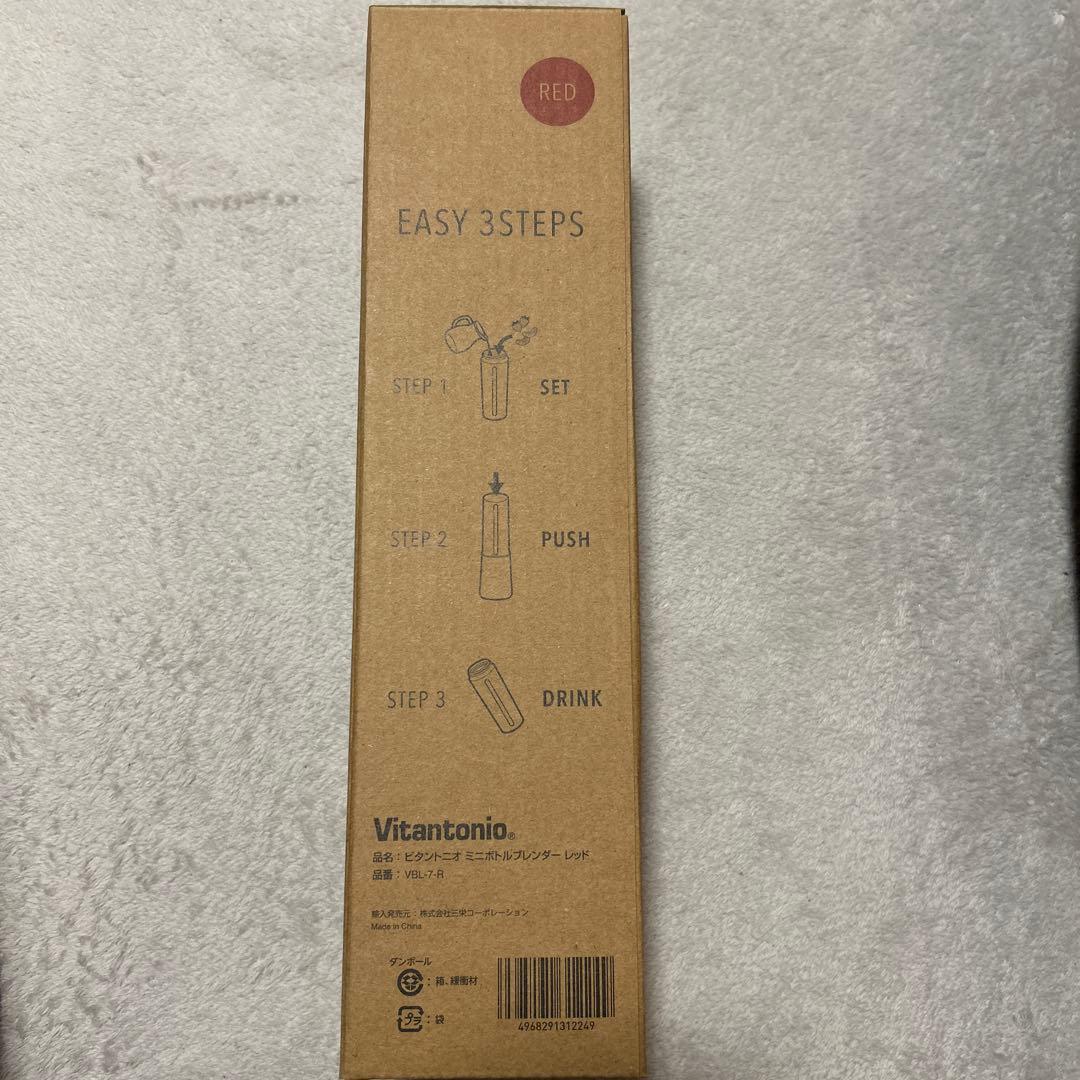 RED
EASY 3STEPS
STEP 1 SET
STEP 2 PUSH
STEP 3 DRINK
Vitantonio®
品名：ビタントニオ ミニボトルブレンダー レッド
品番：VBL-7-R
輸入発売元：株式会社三栄コーポレーション
Made in China
ダンボール
：箱、緩衝材
プラ：袋
4968291312249